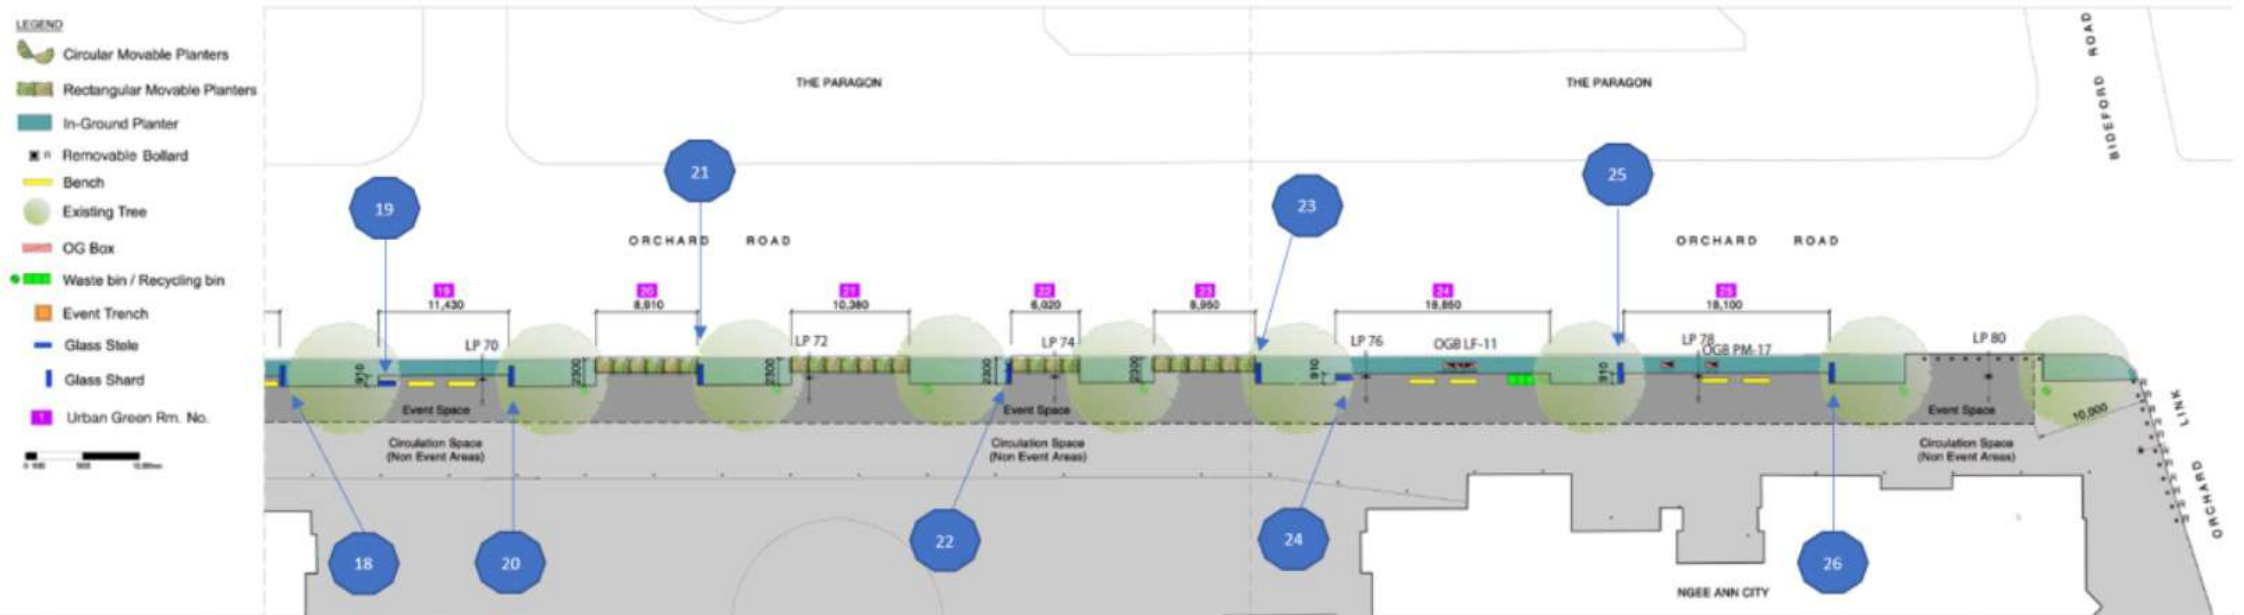 LEGEND
Circular Movable Planters
Rectangular Movable Planters
In-Ground Planter
Removable Bollard
Bench
Existing Tree
OG Box
Waste bin / Recycling bin
Event Trench
Glass Stele
Glass Shard
1 Urban Green Rm. No.
THE PARAGON
THE PARAGON
BIDEFORD ROAD
19
21
23
25
ORCHARD ROAD
ORCHARD ROAD
19
11,430
20
8,910
21
10,380
22
6,020
23
8,950
24
18,850
25
18,100
LP 70
LP 72
LP 74
LP 76
OGB LF-11
LP 78
OGB PM-17
LP 80
910
2300
2300
2300
2300
910
910
Event Space
Event Space
Event Space
10,000
Circulation Space
(Non Event Areas)
Circulation Space
(Non Event Areas)
Circulation Space
(Non Event Areas)
ORCHARD LINK
18
20
22
24
26
NGEE ANN CITY